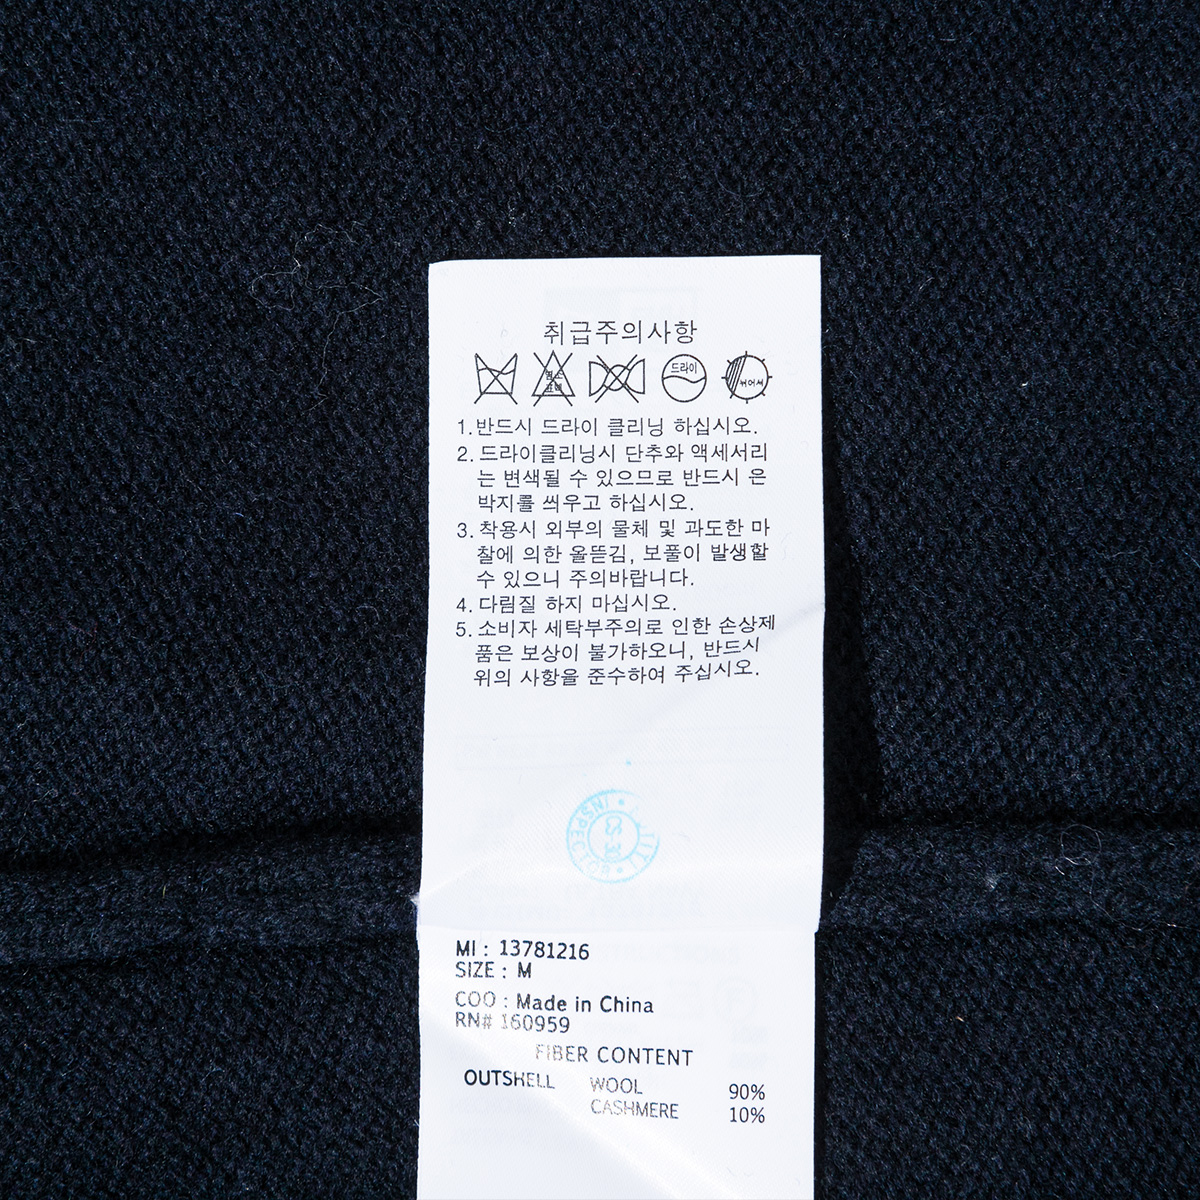 취급주의사항
드라이
뉘어서
1. 반드시 드라이 클리닝 하십시오.
2. 드라이클리닝시 단추와 액세서리
는 변색될 수 있으므로 반드시 은
박지를 씌우고 하십시오.
3. 착용시 외부의 물체 및 과도한 마
찰에 의한 올뜯김, 보풀이 발생할
수 있으니 주의바랍니다.
4. 다림질 하지 마십시오.
5. 소비자 세탁부주의로 인한 손상제
품은 보상이 불가하오니, 반드시
위의 사항을 준수하여 주십시오.
INSPECTOR
MI : 13781216
SIZE : M
COO : Made in China
RN# 160959
FIBER CONTENT
OUTSHELL WOOL 90%
CASHMERE 10%